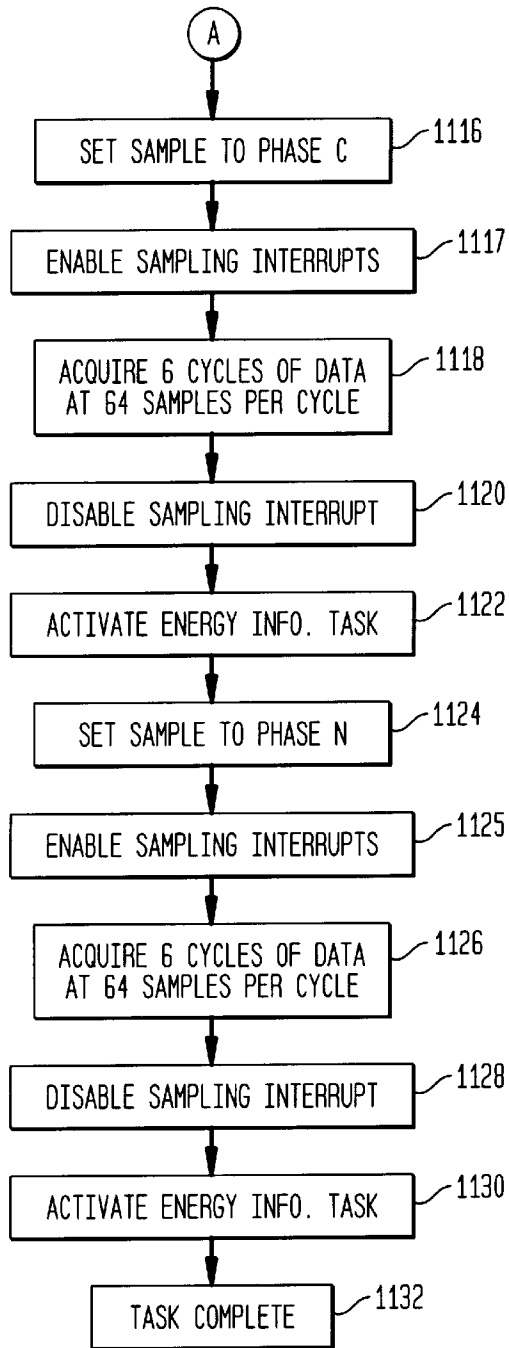 A
SET SAMPLE TO PHASE C
1116
ENABLE SAMPLING INTERRUPTS
1117
ACQUIRE 6 CYCLES OF DATA
AT 64 SAMPLES PER CYCLE
1118
DISABLE SAMPLING INTERRUPT
1120
ACTIVATE ENERGY INFO. TASK
1122
SET SAMPLE TO PHASE N
1124
ENABLE SAMPLING INTERRUPTS
1125
ACQUIRE 6 CYCLES OF DATA
AT 64 SAMPLES PER CYCLE
1126
DISABLE SAMPLING INTERRUPT
1128
ACTIVATE ENERGY INFO. TASK
1130
TASK COMPLETE
1132